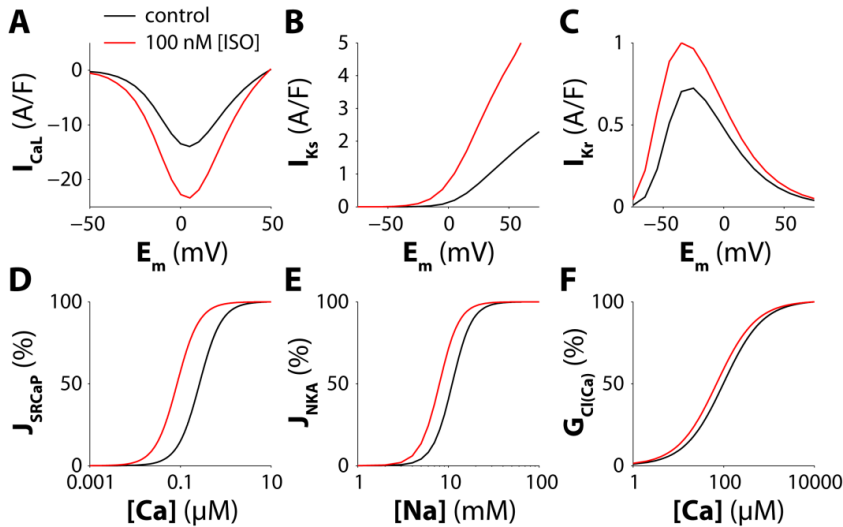 A
control
100 nM [ISO]
B
C
0
−10
−20
I_CaL (A/F)
−50
0
50
E_m (mV)
5
4
3
2
1
0
I_Ks (A/F)
−50
0
50
E_m (mV)
1
0.5
0
I_Kr (A/F)
−50
0
50
E_m (mV)
D
100
50
0
J_SRCaP (%)
0.001
0.1
10
[Ca] (μM)
E
100
50
0
J_NKA (%)
1
10
100
[Na] (mM)
F
100
50
0
G_Cl(Ca) (%)
1
100
10000
[Ca] (μM)